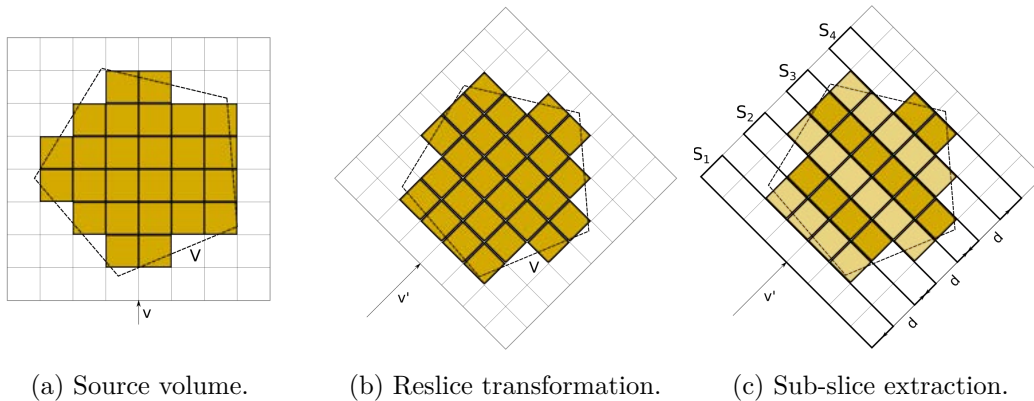 V
v
(a) Source volume.
V
v'
(b) Reslice transformation.
S4
S3
S2
S1
d
d
d
d
v'
(c) Sub-slice extraction.